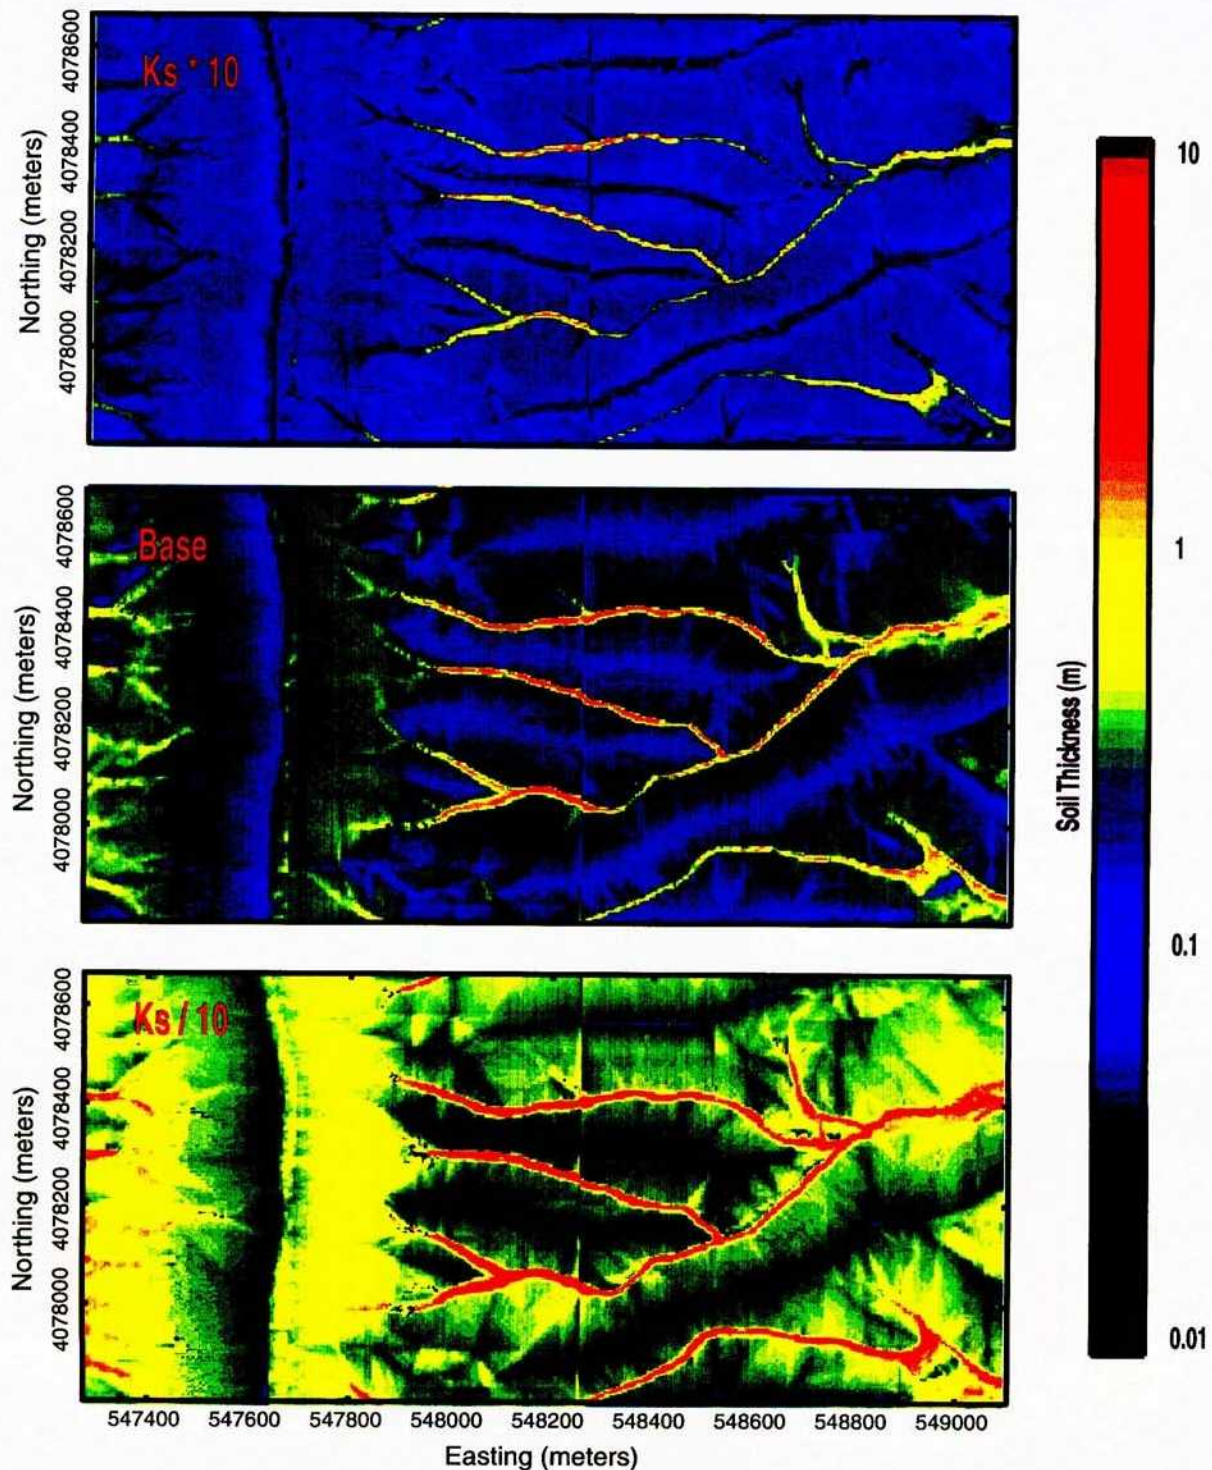 Ks * 10
4078600
4078400
4078200
4078000
Northing (meters)
Base
4078600
4078400
4078200
4078000
Northing (meters)
Ks / 10
4078600
4078400
4078200
4078000
Northing (meters)
547400 547600 547800 548000 548200 548400 548600 548800 549000
Easting (meters)
10
1
0.1
0.01
Soil Thickness (m)